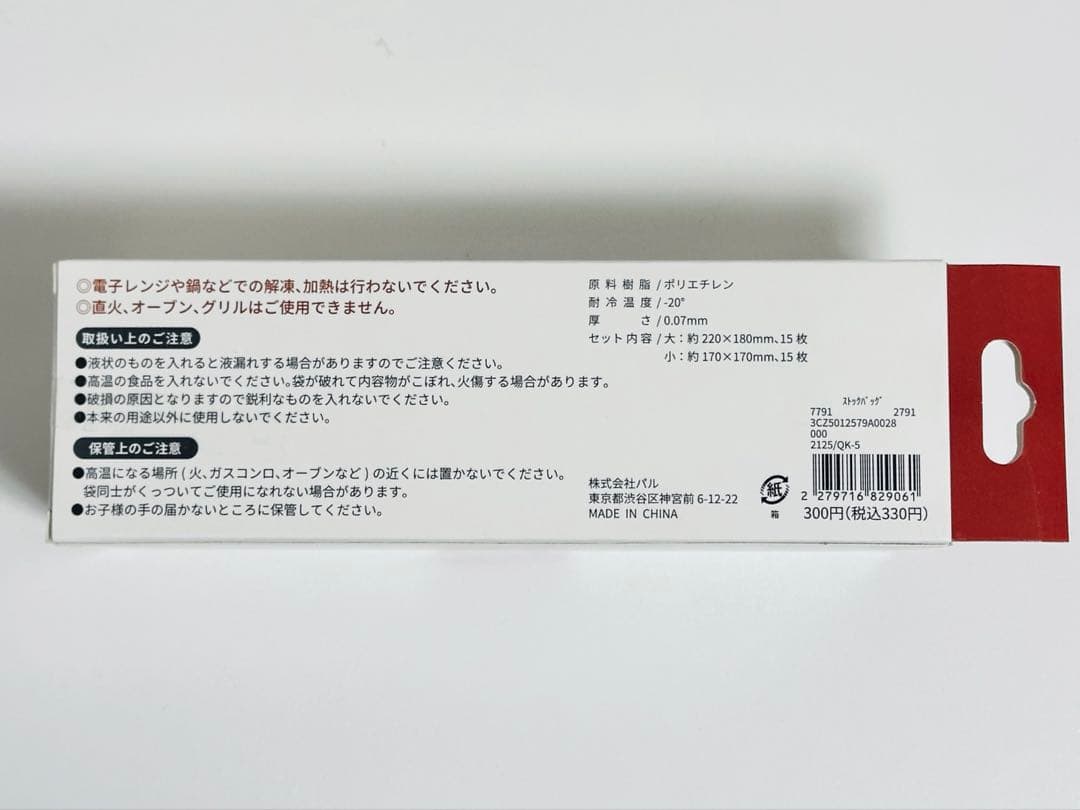 ◎電子レンジや鍋などでの解凍、加熱は行わないでください。
◎直火、オーブン、グリルはご使用できません。
取扱い上のご注意
●液状のものを入れると液漏れする場合がありますのでご注意ください。
●高温の食品を入れないでください。袋が破れて内容物がこぼれ、火傷する場合があります。
●破損の原因となりますので鋭利なものを入れないでください。
●本来の用途以外に使用しないでください。
保管上のご注意
●高温になる場所 ( 火、ガスコンロ、オーブンなど ) の近くには置かないでください。
袋同士がくっついてご使用になれない場合があります。
●お子様の手の届かないところに保管してください。
原料樹脂/ポリエチレン
耐冷温度/-20°
厚さ/0.07mm
セット内容/大：約 220×180mm、15 枚
小：約 170×170mm、15 枚
株式会社パル
東京都渋谷区神宮前 6-12-22
MADE IN CHINA
紙
箱
ｽﾄｯｸﾊﾞｯｸﾞ
7791 2791
3CZ5012579A0028
000
2125/QK-5
2 279716 829061
300円(税込330円)